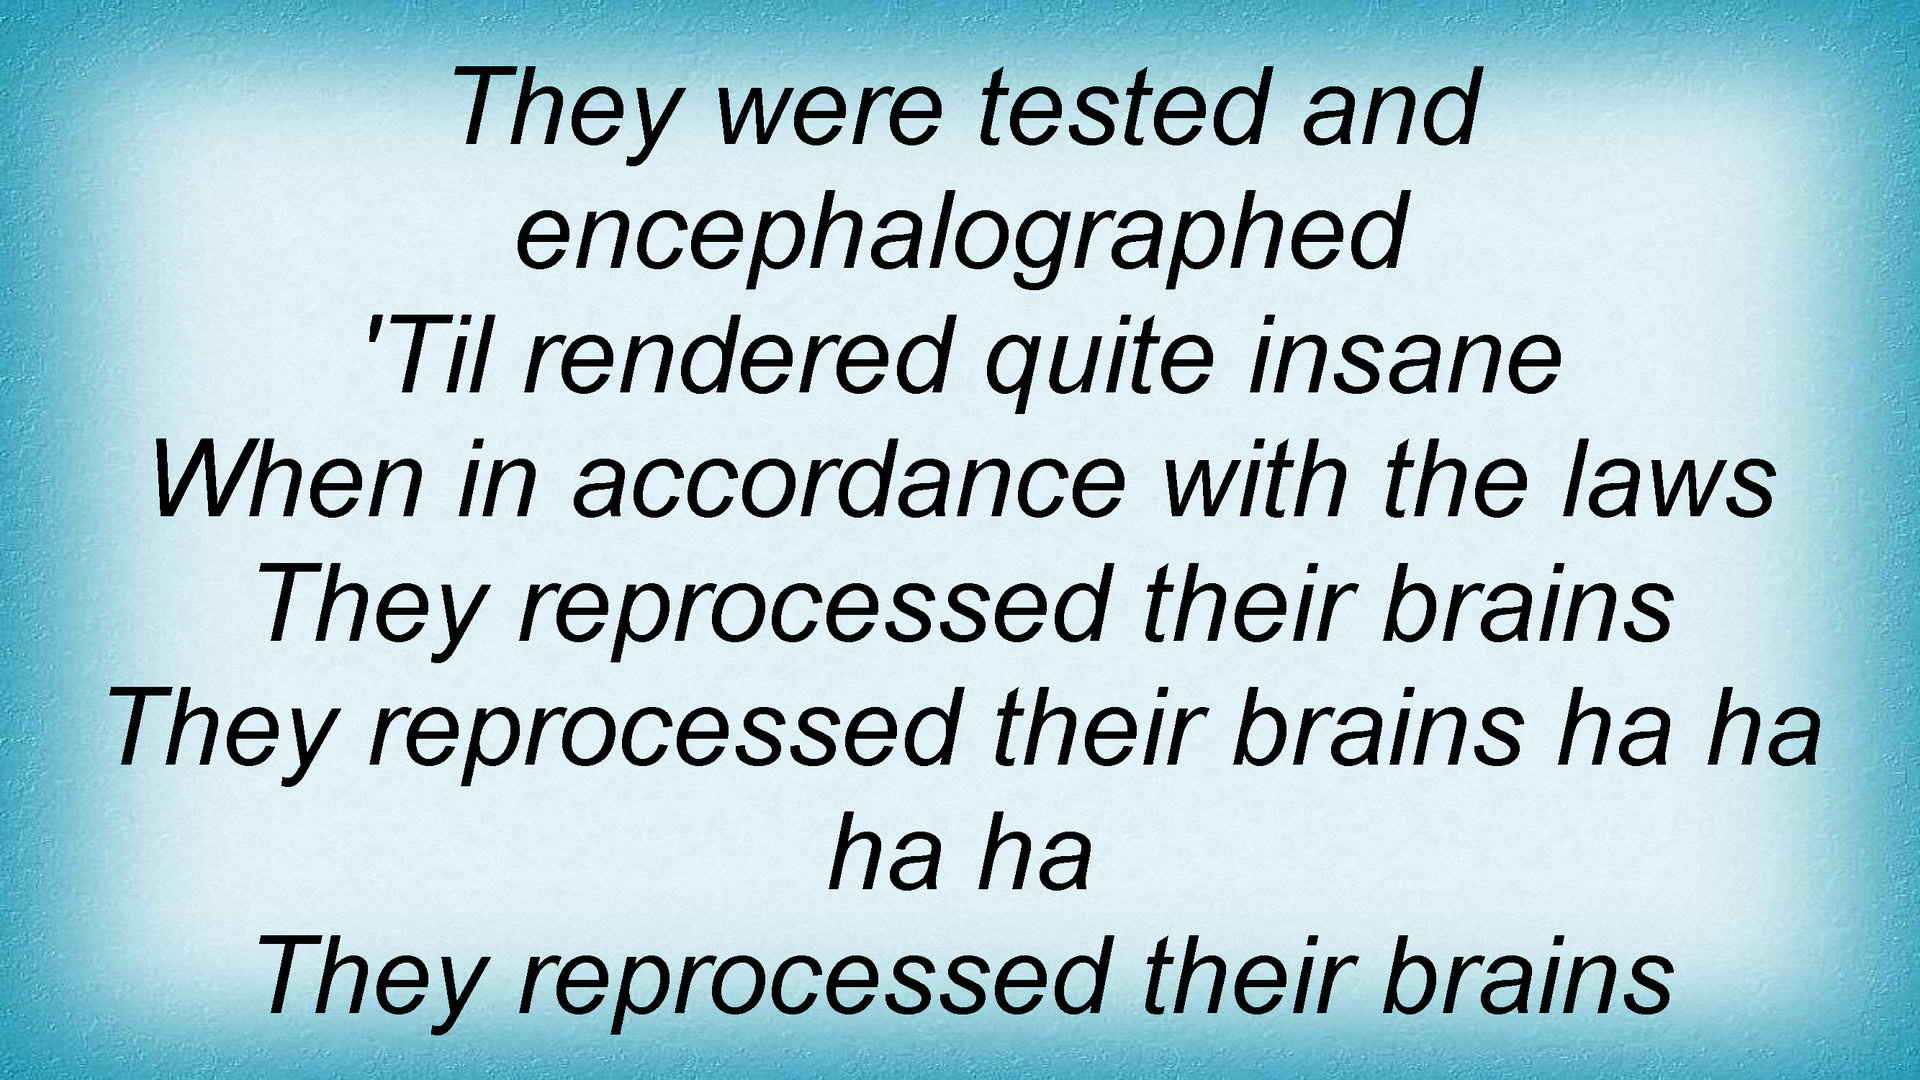 They were tested and
encephalographed
'Til rendered quite insane
When in accordance with the laws
They reprocessed their brains
They reprocessed their brains ha ha
ha ha
They reprocessed their brains